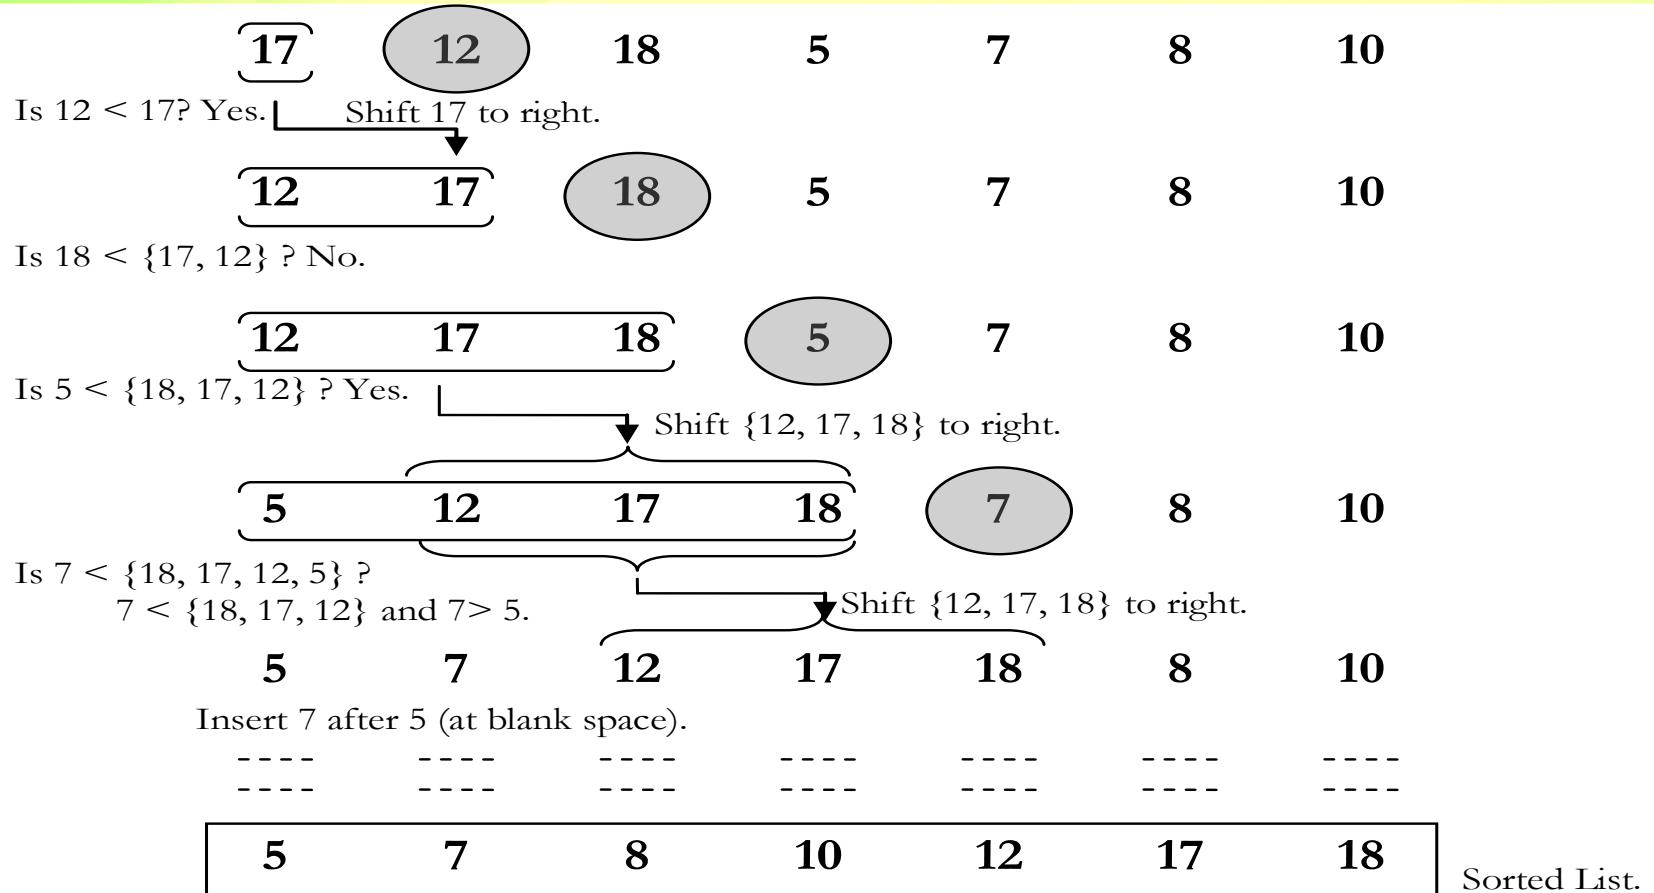 17 12 18 5 7 8 10
Is 12 < 17? Yes. Shift 17 to right.
12 17 18 5 7 8 10
Is 18 < {17, 12} ? No.
12 17 18 5 7 8 10
Is 5 < {18, 17, 12} ? Yes.
Shift {12, 17, 18} to right.
5 12 17 18 7 8 10
Is 7 < {18, 17, 12, 5} ?
7 < {18, 17, 12} and 7> 5.
Shift {12, 17, 18} to right.
5 7 12 17 18 8 10
Insert 7 after 5 (at blank space).
---- ---- ---- ---- ---- ---- ----
---- ---- ---- ---- ---- ---- ----
5 7 8 10 12 17 18
Sorted List.